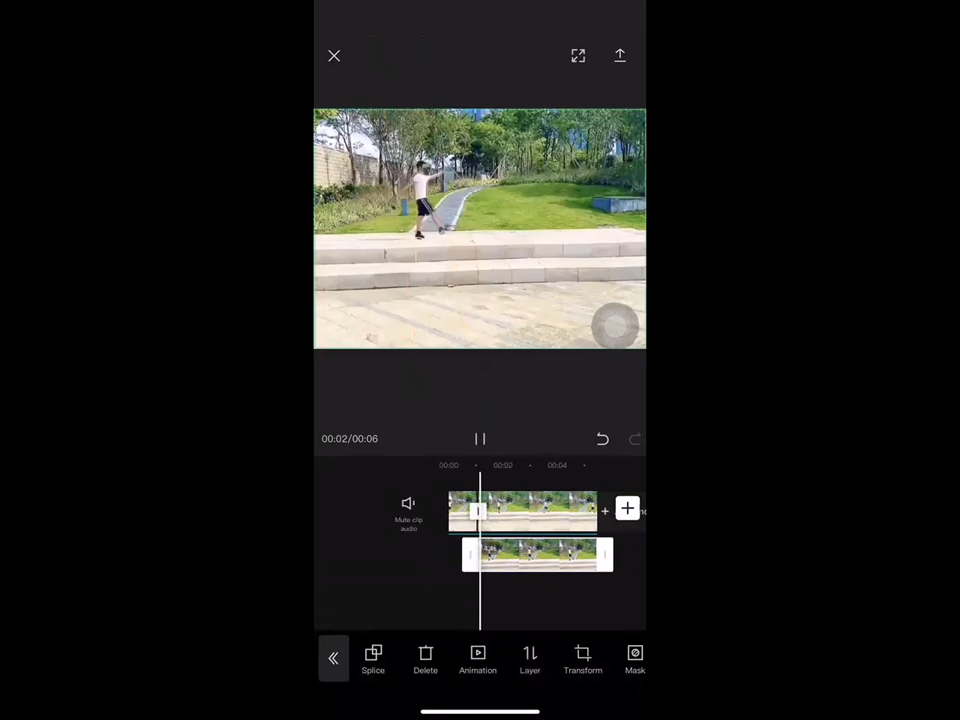 00:02/00:06
00:00 00:02 00:04
Mute clip
audio
Splice Delete Animation Layer Transform Mask